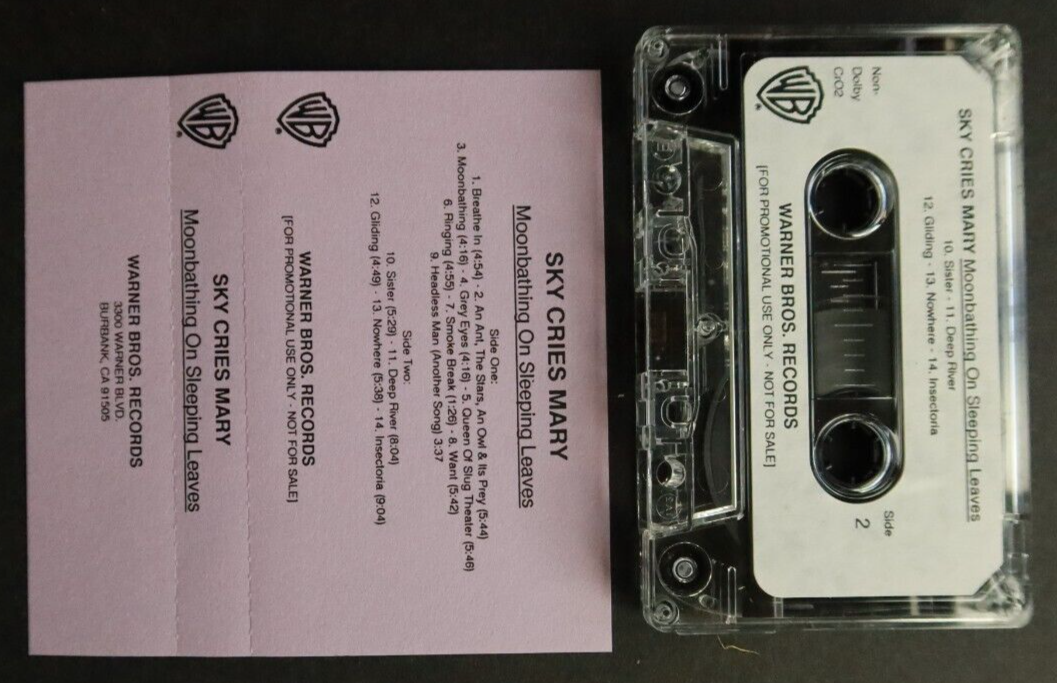 SKY CRIES MARY
Moonbathing On Sleeping Leaves
Side One:
1. Breathe In (4:54) · 2. An Ant, The Stars, An Owl & Its Prey (5:44)
3. Moonbathing (4:16) · 4. Grey Eyes (4:16) · 5. Queen Of Slug Theater (5:46)
6. Ringing (4:55) · 7. Smoke Break (1:26) · 8. Want (5:42)
9. Headless Man (Another Song) 3:37
Side Two:
10. Sister (5:29) · 11. Deep River (8:04)
12. Gliding (4:49) · 13. Nowhere (5:38) · 14. Insectoria (9:04)
WB
®
WARNER BROS. RECORDS
[FOR PROMOTIONAL USE ONLY · NOT FOR SALE]
WB
®
SKY CRIES MARY
Moonbathing On Sleeping Leaves
WARNER BROS. RECORDS
3300 WARNER BLVD.
BURBANK, CA 91505
SKY CRIES MARY Moonbathing On Sleeping Leaves
10. Sister · 11. Deep River
12. Gliding · 13. Nowhere · 14. Insectoria
Non-
Dolby
CrO2
Side
2
WB
®
WARNER BROS. RECORDS
[FOR PROMOTIONAL USE ONLY · NOT FOR SALE]